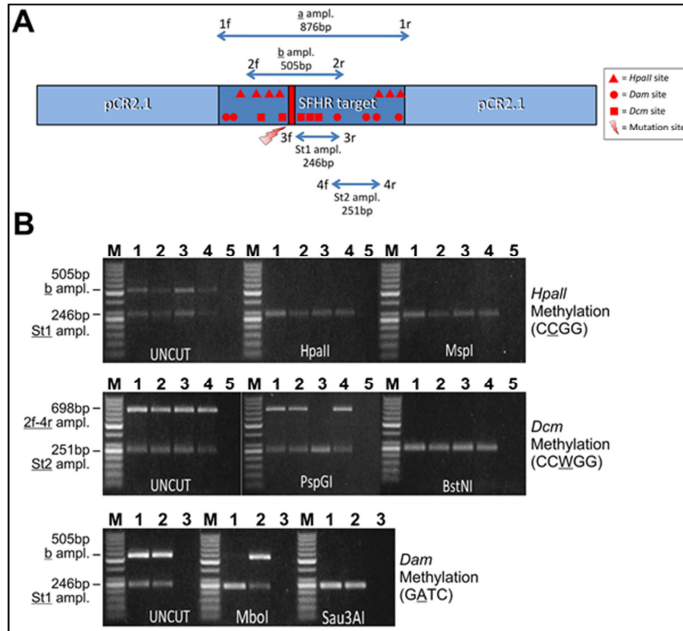 A
a ampl.
1f 876bp 1r
b ampl.
2f 505bp 2r
pCR2.1 SFHR target pCR2.1
= HpaII site
= Dam site
= Dcm site
= Mutation site
3f 3r
St1 ampl.
246bp
4f 4r
St2 ampl.
251bp
B
M 1 2 3 4 5 M 1 2 3 4 5 M 1 2 3 4 5
505bp
b ampl.
246bp
St1 ampl.
UNCUT HpaII MspI
HpaII
Methylation
(CCGG)
M 1 2 3 4 5 M 1 2 3 4 5 M 1 2 3 4 5
698bp
2f-4r ampl.
251bp
St2 ampl.
UNCUT PspGI BstNI
Dcm
Methylation
(CCWGG)
M 1 2 3 M 1 2 3 M 1 2 3
505bp
b ampl.
246bp
St1 ampl.
UNCUT MboI Sau3AI
Dam
Methylation
(GATC)